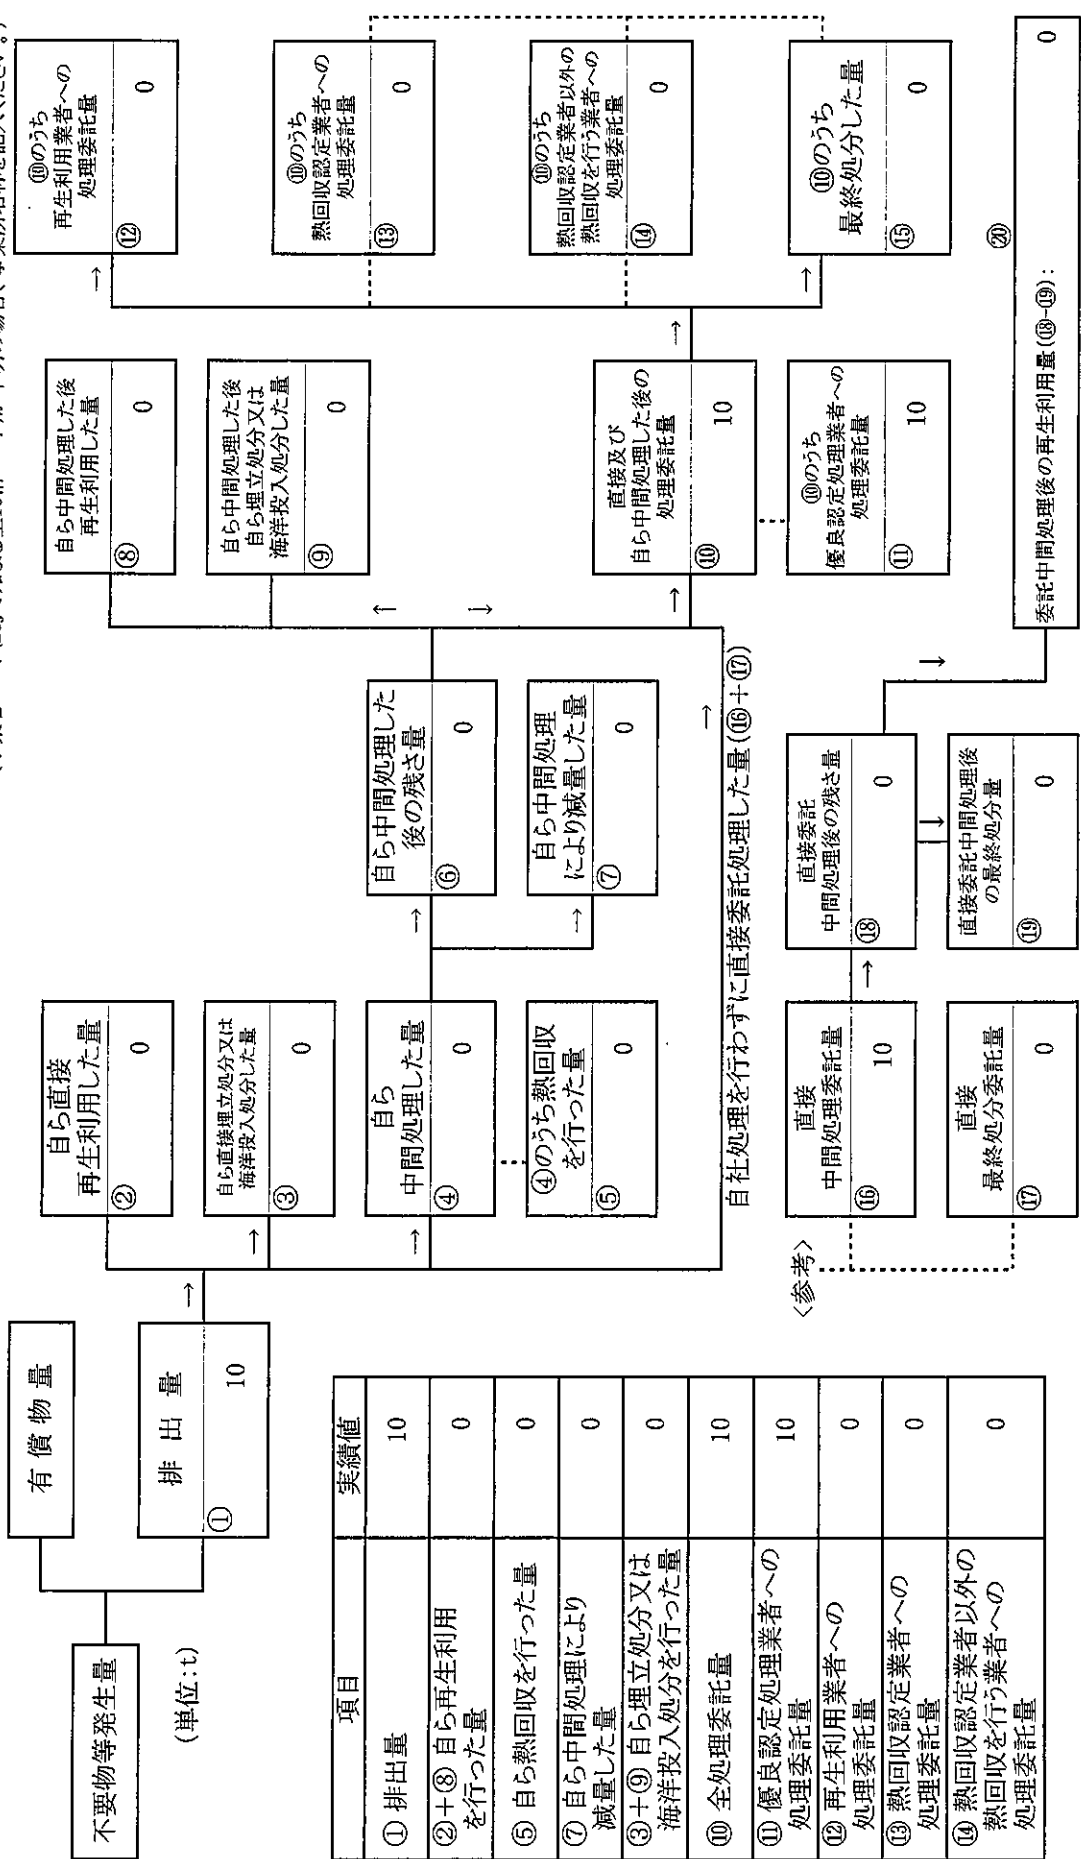 不要物等発生量
(単位:t)
有償物量
排出量
① 10
→
自ら直接
再生利用した量
② 0
→
自ら直接埋立処分又は
海洋投入処分した量
③ 0
→
自ら
中間処理した量
④ 0
④のうち熱回収
を行った量
⑤ 0
→
自ら中間処理した
後の残さ量
⑥ 0
→
自ら中間処理
により減量した量
⑦ 0
自ら中間処理した後
再生利用した量
⑧ 0
自ら中間処理した後
自ら埋立処分又は
海洋投入処分した量
⑨ 0
↑
↓
→
直接及び
自ら中間処理した後の
処理委託量
⑩ 10
⑩のうち
優良認定処理業者への
処理委託量
⑪ 10
→
→
⑩のうち
再生利用業者への
処理委託量
⑫ 0
⑩のうち
熱回収認定業者への
処理委託量
⑬ 0
⑩のうち
熱回収認定業者以外の
熱回収を行う業者への
処理委託量
⑭ 0
→
⑩のうち
最終処分した量
⑮ 0
→
自社処理を行わずに直接委託処理した量(⑯+⑰)
<参考>
直接
中間処理委託量
⑯ 10
直接
最終処分委託量
⑰ 0
→
直接委託
中間処理後の残さ量
⑱ 0
↓
直接委託中間処理後
の最終処分量
⑲ 0
↓
⑳
委託中間処理後の再生利用量(⑱-⑲): 0
項目 実績値
① 排出量 10
②+⑧ 自ら再生利用
を行った量 0
⑤ 自ら熱回収を行った量 0
⑦ 自ら中間処理により
減量した量 0
③+⑨ 自ら埋立処分又は
海洋投入処分を行った量 0
⑩ 全処理委託量 10
⑪ 優良認定処理業者への
処理委託量 10
⑫ 再生利用業者への
処理委託量 0
⑬ 熱回収認定業者への
処理委託量 0
⑭ 熱回収認定業者以外の
熱回収を行う業者への
処理委託量 0